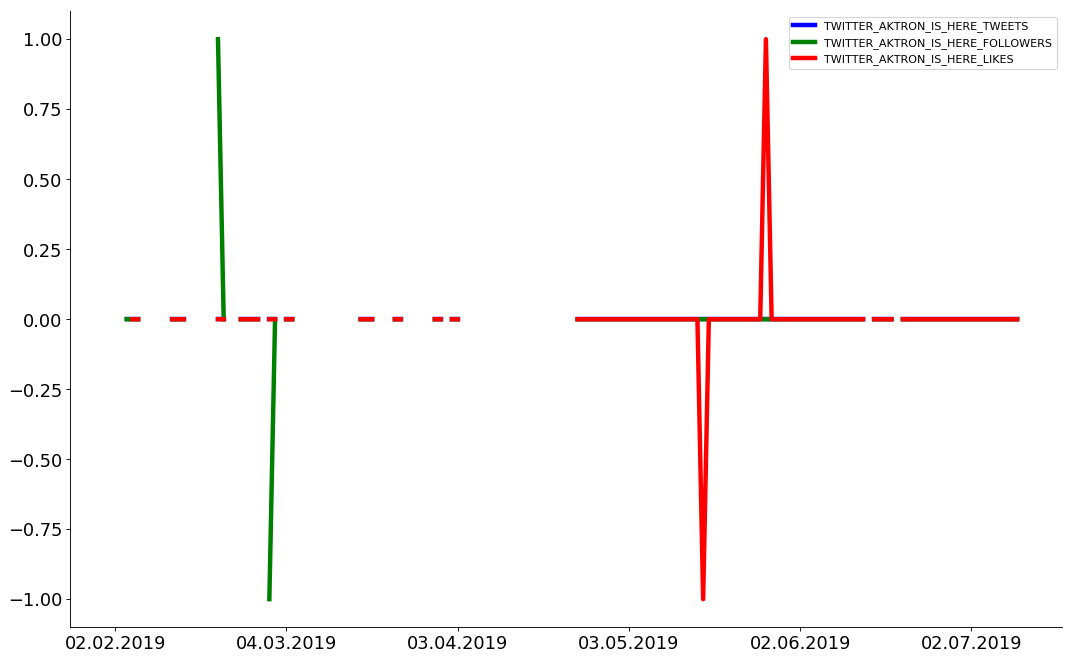 TWITTER_AKTRON_IS_HERE_TWEETS
TWITTER_AKTRON_IS_HERE_FOLLOWERS
TWITTER_AKTRON_IS_HERE_LIKES
1.00
0.75
0.50
0.25
0.00
−0.25
−0.50
−0.75
−1.00
02.02.2019 04.03.2019 03.04.2019 03.05.2019 02.06.2019 02.07.2019